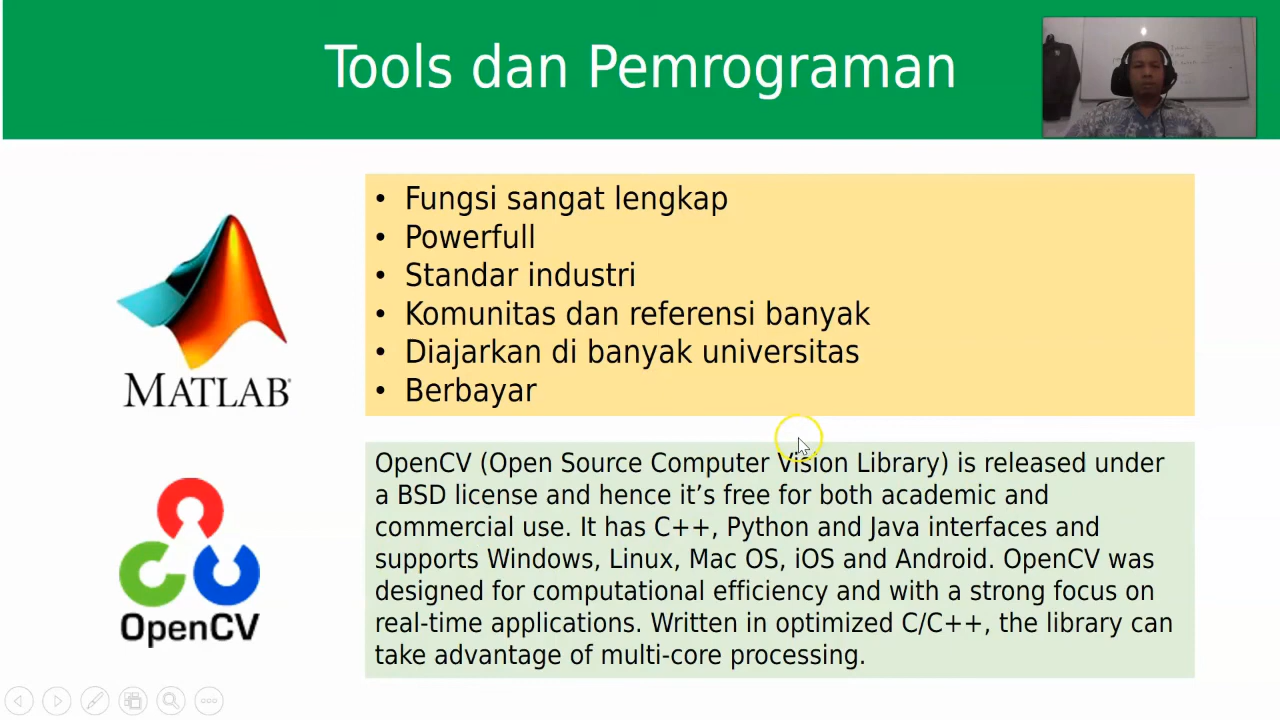 Tools dan Pemrograman
• Fungsi sangat lengkap
• Powerfull
• Standar industri
• Komunitas dan referensi banyak
• Diajarkan di banyak universitas
• Berbayar
MATLAB
OpenCV (Open Source Computer Vision Library) is released under
a BSD license and hence it’s free for both academic and
commercial use. It has C++, Python and Java interfaces and
supports Windows, Linux, Mac OS, iOS and Android. OpenCV was
designed for computational efficiency and with a strong focus on
real-time applications. Written in optimized C/C++, the library can
take advantage of multi-core processing.
OpenCV